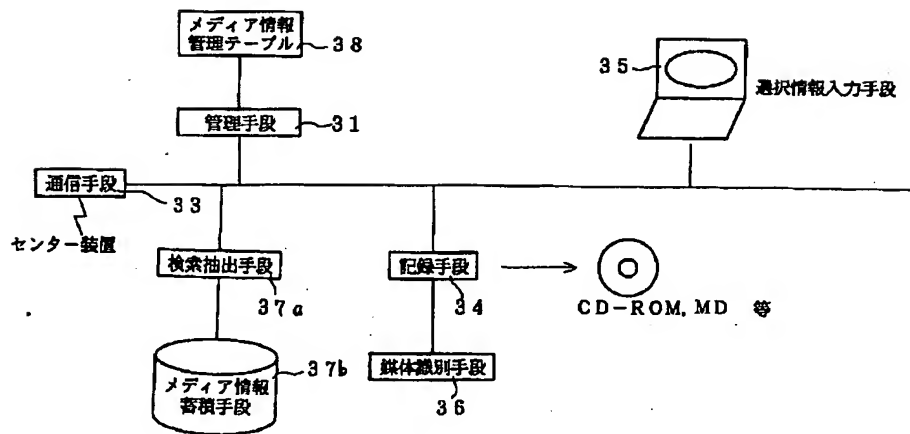 メディア情報
管理テーブル
38
35
選択情報入力手段
管理手段
31
通信手段
33
センター装置
検索抽出手段
37a
記録手段
34
CD-ROM, MD 等
メディア情報
蓄積手段
37b
媒体識別手段
36